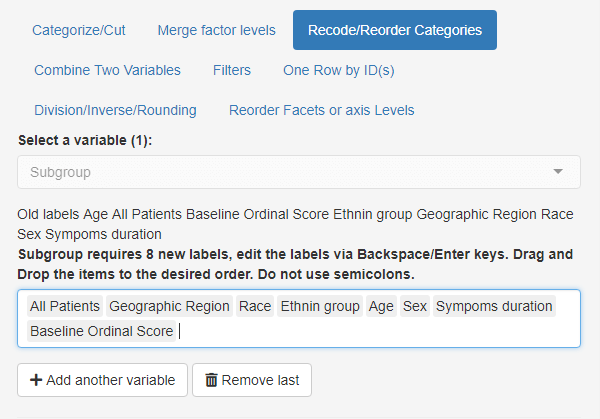 Categorize/Cut Merge factor levels Recode/Reorder Categories
Combine Two Variables Filters One Row by ID(s)
Division/Inverse/Rounding Reorder Facets or axis Levels
Select a variable (1):
Subgroup
Old labels Age All Patients Baseline Ordinal Score Ethnin group Geographic Region Race
Sex Sympoms duration
Subgroup requires 8 new labels, edit the labels via Backspace/Enter keys. Drag and
Drop the items to the desired order. Do not use semicolons.
All Patients Geographic Region Race Ethnin group Age Sex Sympoms duration
Baseline Ordinal Score
Add another variable Remove last